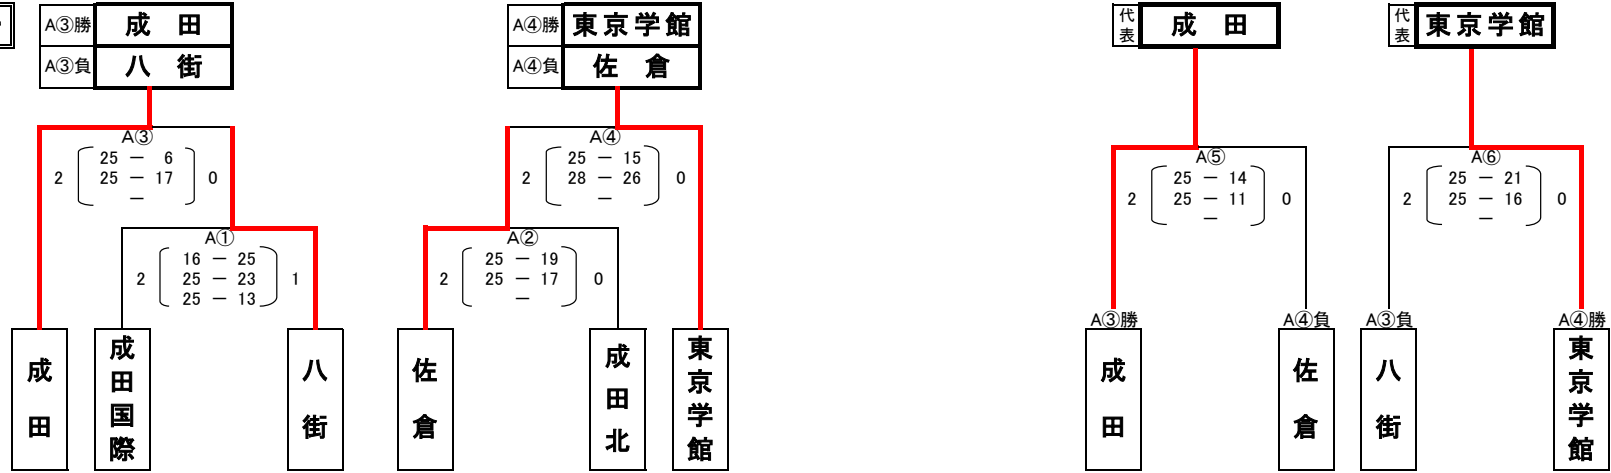 A③勝 成田
A③負 八街
A④勝 東京学館
A④負 佐倉
代表 成田
代表 東京学館
A③
2 25 － 6 0
25 － 17
－
A④
2 25 － 15 0
28 － 26
－
A⑤
2 25 － 14 0
25 － 11
－
A⑥
2 25 － 21 0
25 － 16
－
A①
2 16 － 25 1
25 － 23
25 － 13
A②
2 25 － 19 0
25 － 17
－
成田
成田国際
八街
佐倉
成田北
東京学館
A③勝
成田
A④負
佐倉
A③負
八街
A④勝
東京学館